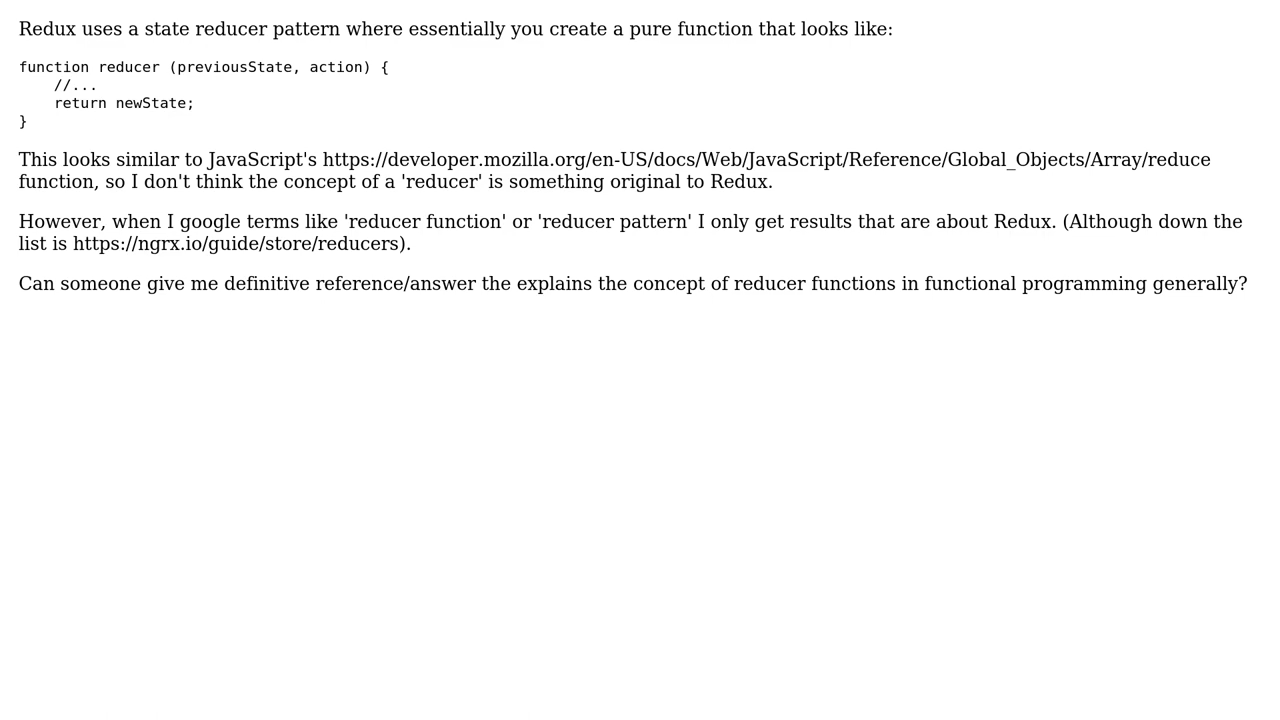 Redux uses a state reducer pattern where essentially you create a pure function that looks like:
function reducer (previousState, action) {
    //...
    return newState;
}
This looks similar to JavaScript's https://developer.mozilla.org/en-US/docs/Web/JavaScript/Reference/Global_Objects/Array/reduce
function, so I don't think the concept of a 'reducer' is something original to Redux.
However, when I google terms like 'reducer function' or 'reducer pattern' I only get results that are about Redux. (Although down the
list is https://ngrx.io/guide/store/reducers).
Can someone give me definitive reference/answer the explains the concept of reducer functions in functional programming generally?